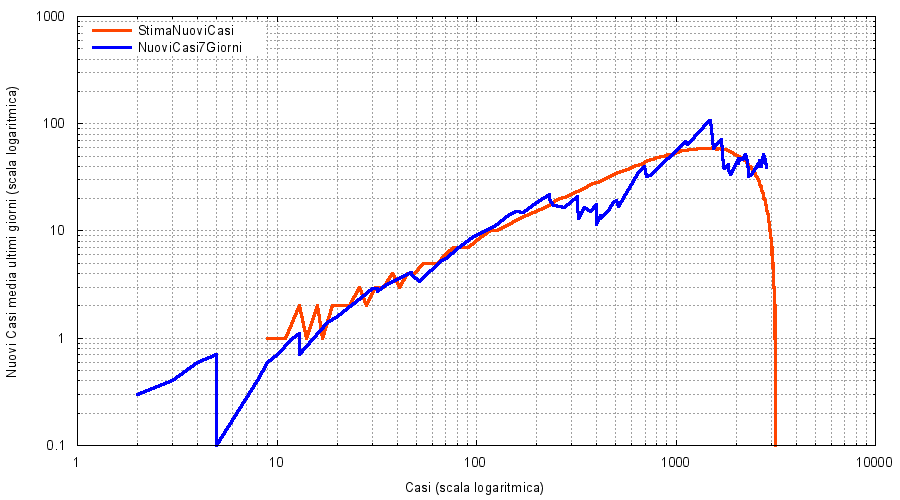 1000
100
10
1
0.1
Nuovi Casi media ultimi giorni (scala logaritmica)
StimaNuoviCasi
NuoviCasi7Giorni
1
10
100
1000
10000
Casi (scala logaritmica)